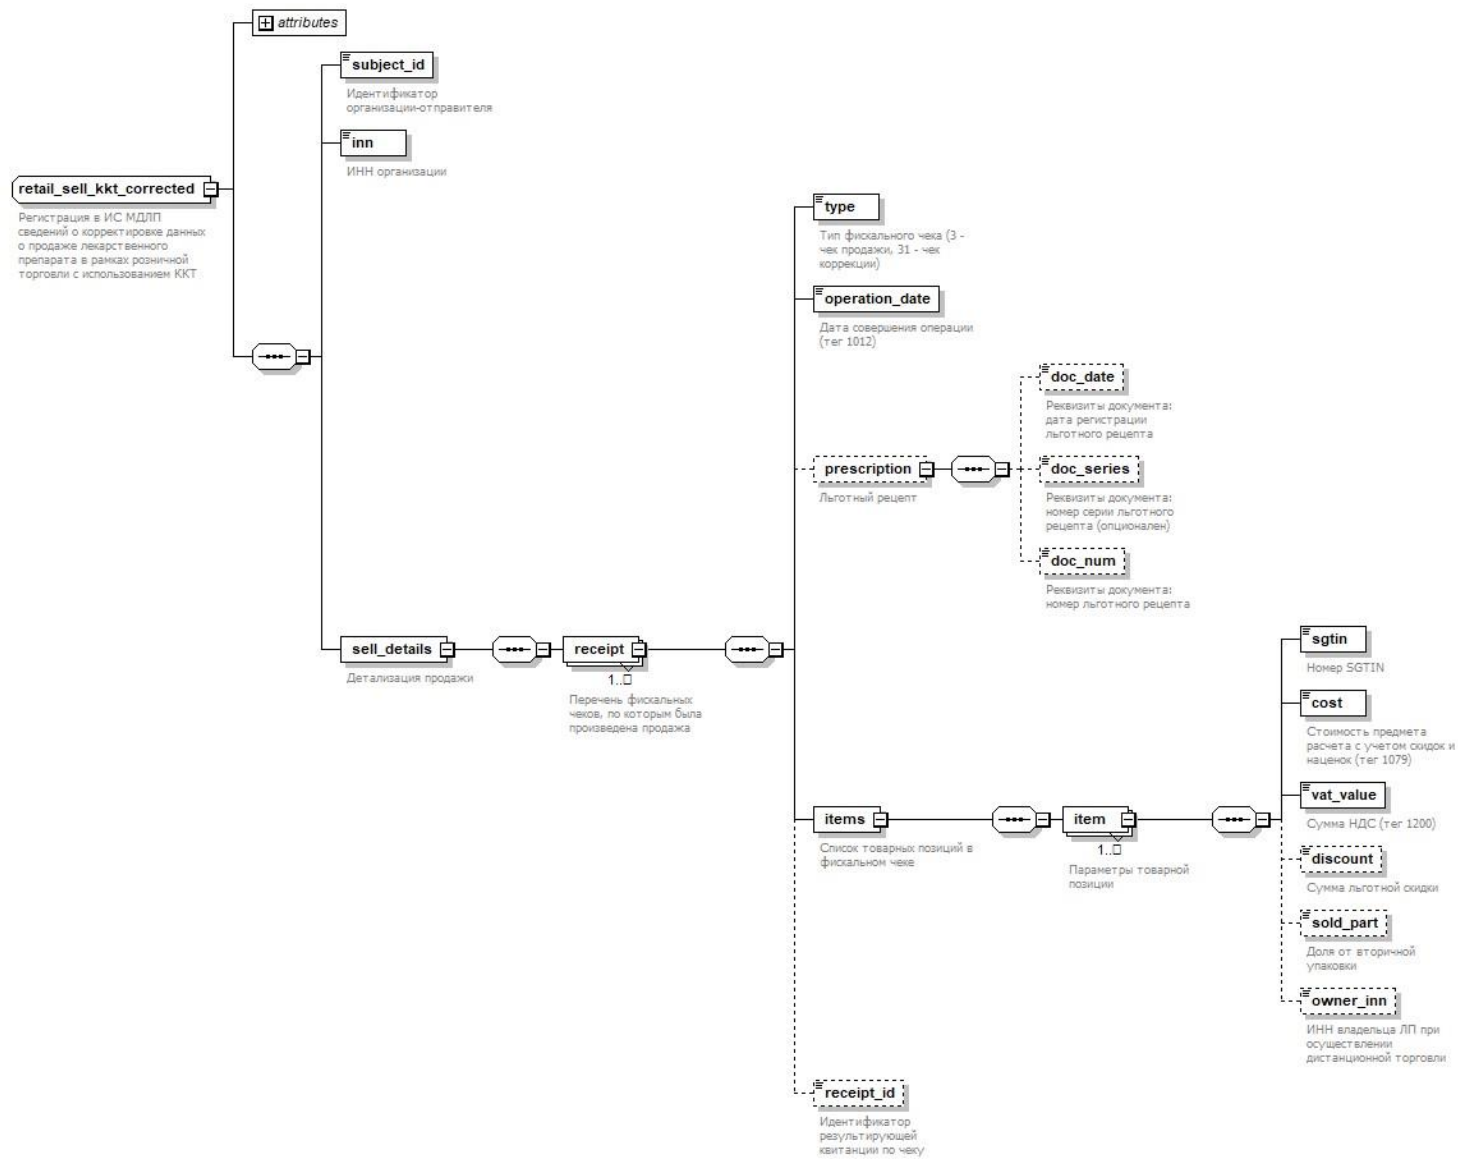 attributes
subject_id
Идентификатор
организации-отправителя
inn
ИНН организации
retail_sell_kkt_corrected
Регистрация в ИС МДЛП
сведений о корректировке данных
о продаже лекарственного
препарата в рамках розничной
торговли с использованием ККТ
type
Тип фискального чека (3 -
чек продажи, 31 - чек
коррекции)
operation_date
Дата совершения операции
(тег 1012)
doc_date
Реквизиты документа:
дата регистрации
льготного рецепта
prescription
Льготный рецепт
doc_series
Реквизиты документа:
номер серии льготного
рецепта (опционален)
doc_num
Реквизиты документа:
номер льготного рецепта
sell_details
Детализация продажи
receipt
1..□
Перечень фискальных
чеков, по которым была
произведена продажа
sgtin
Номер SGTIN
cost
Стоимость предмета
расчета с учетом скидок и
наценок (тег 1079)
items
Список товарных позиций в
фискальном чеке
item
1..□
Параметры товарной
позиции
vat_value
Сумма НДС (тег 1200)
discount
Сумма льготной скидки
sold_part
Доля от вторичной
упаковки
owner_inn
ИНН владельца ЛП при
осуществлении
дистанционной торговли
receipt_id
Идентификатор
результирующей
квитанции по чеку